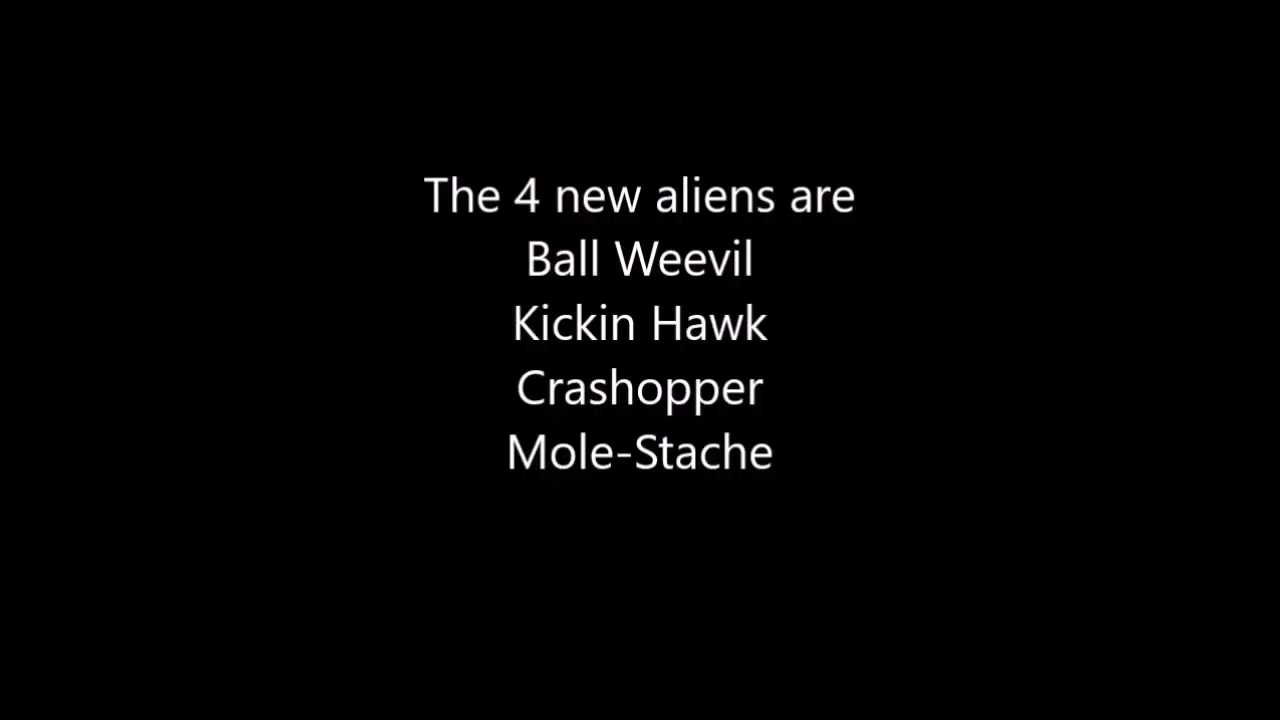 The 4 new aliens are
Ball Weevil
Kickin Hawk
Crashopper
Mole-Stache